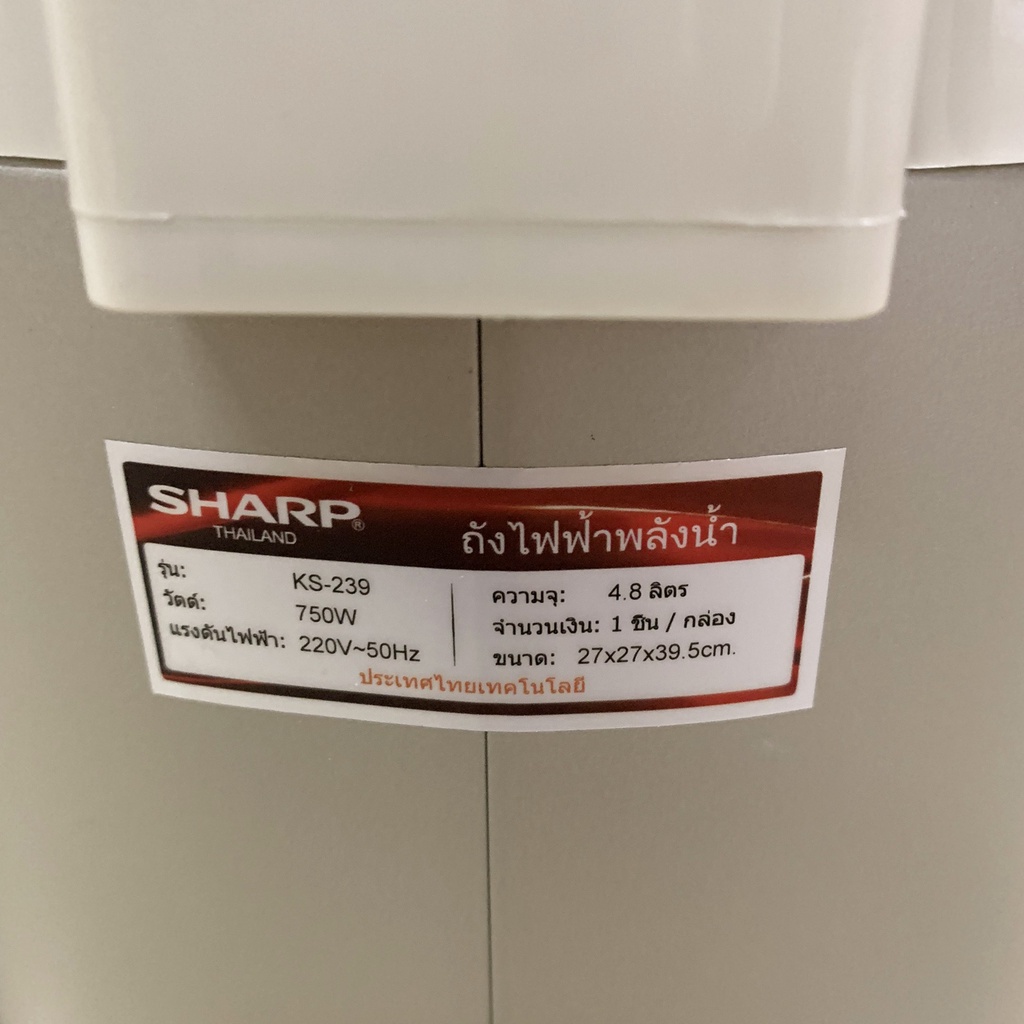 SHARP®
THAILAND
ถังไฟฟ้าพลังน้ำ
รุ่น: KS-239
วัตต์: 750W
แรงดันไฟฟ้า: 220V~50Hz
ความจุ: 4.8 ลิตร
จำนวนเงิน: 1 ชิ้น / กล่อง
ขนาด: 27x27x39.5cm.
ประเทศไทยเทคโนโลยี